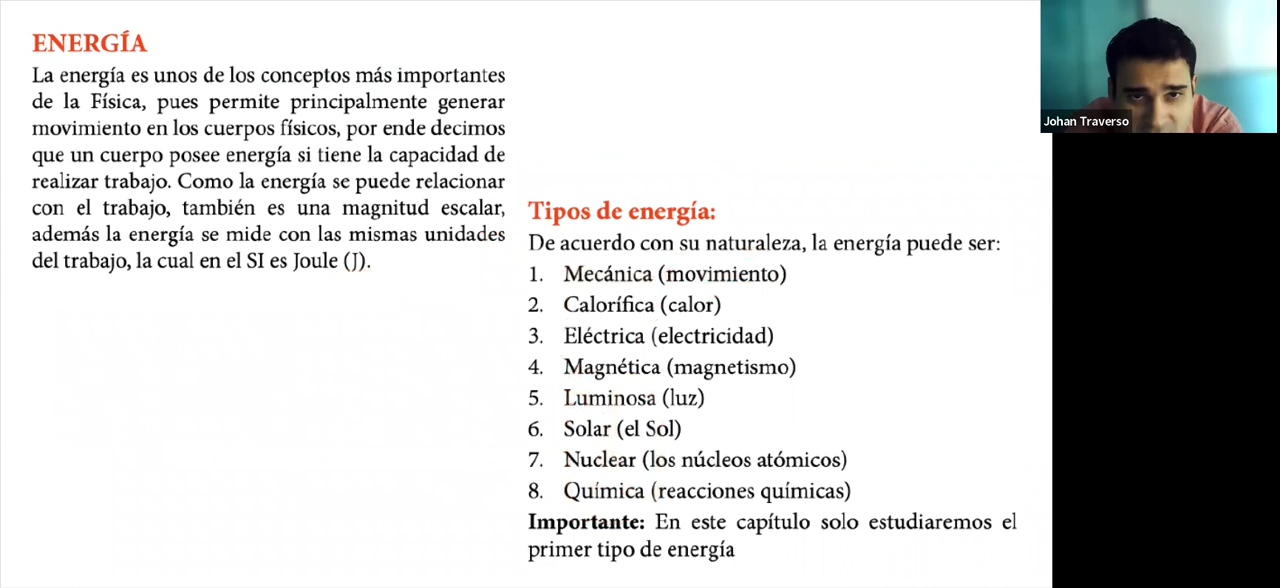 ENERGÍA
La energía es unos de los conceptos más importantes
de la Física, pues permite principalmente generar
movimiento en los cuerpos físicos, por ende decimos
que un cuerpo posee energía si tiene la capacidad de
realizar trabajo. Como la energía se puede relacionar
con el trabajo, también es una magnitud escalar,
además la energía se mide con las mismas unidades
del trabajo, la cual en el SI es Joule (J).
Tipos de energía:
De acuerdo con su naturaleza, la energía puede ser:
1. Mecánica (movimiento)
2. Calorífica (calor)
3. Eléctrica (electricidad)
4. Magnética (magnetismo)
5. Luminosa (luz)
6. Solar (el Sol)
7. Nuclear (los núcleos atómicos)
8. Química (reacciones químicas)
Importante: En este capítulo solo estudiaremos el
primer tipo de energía
Johan Traverso